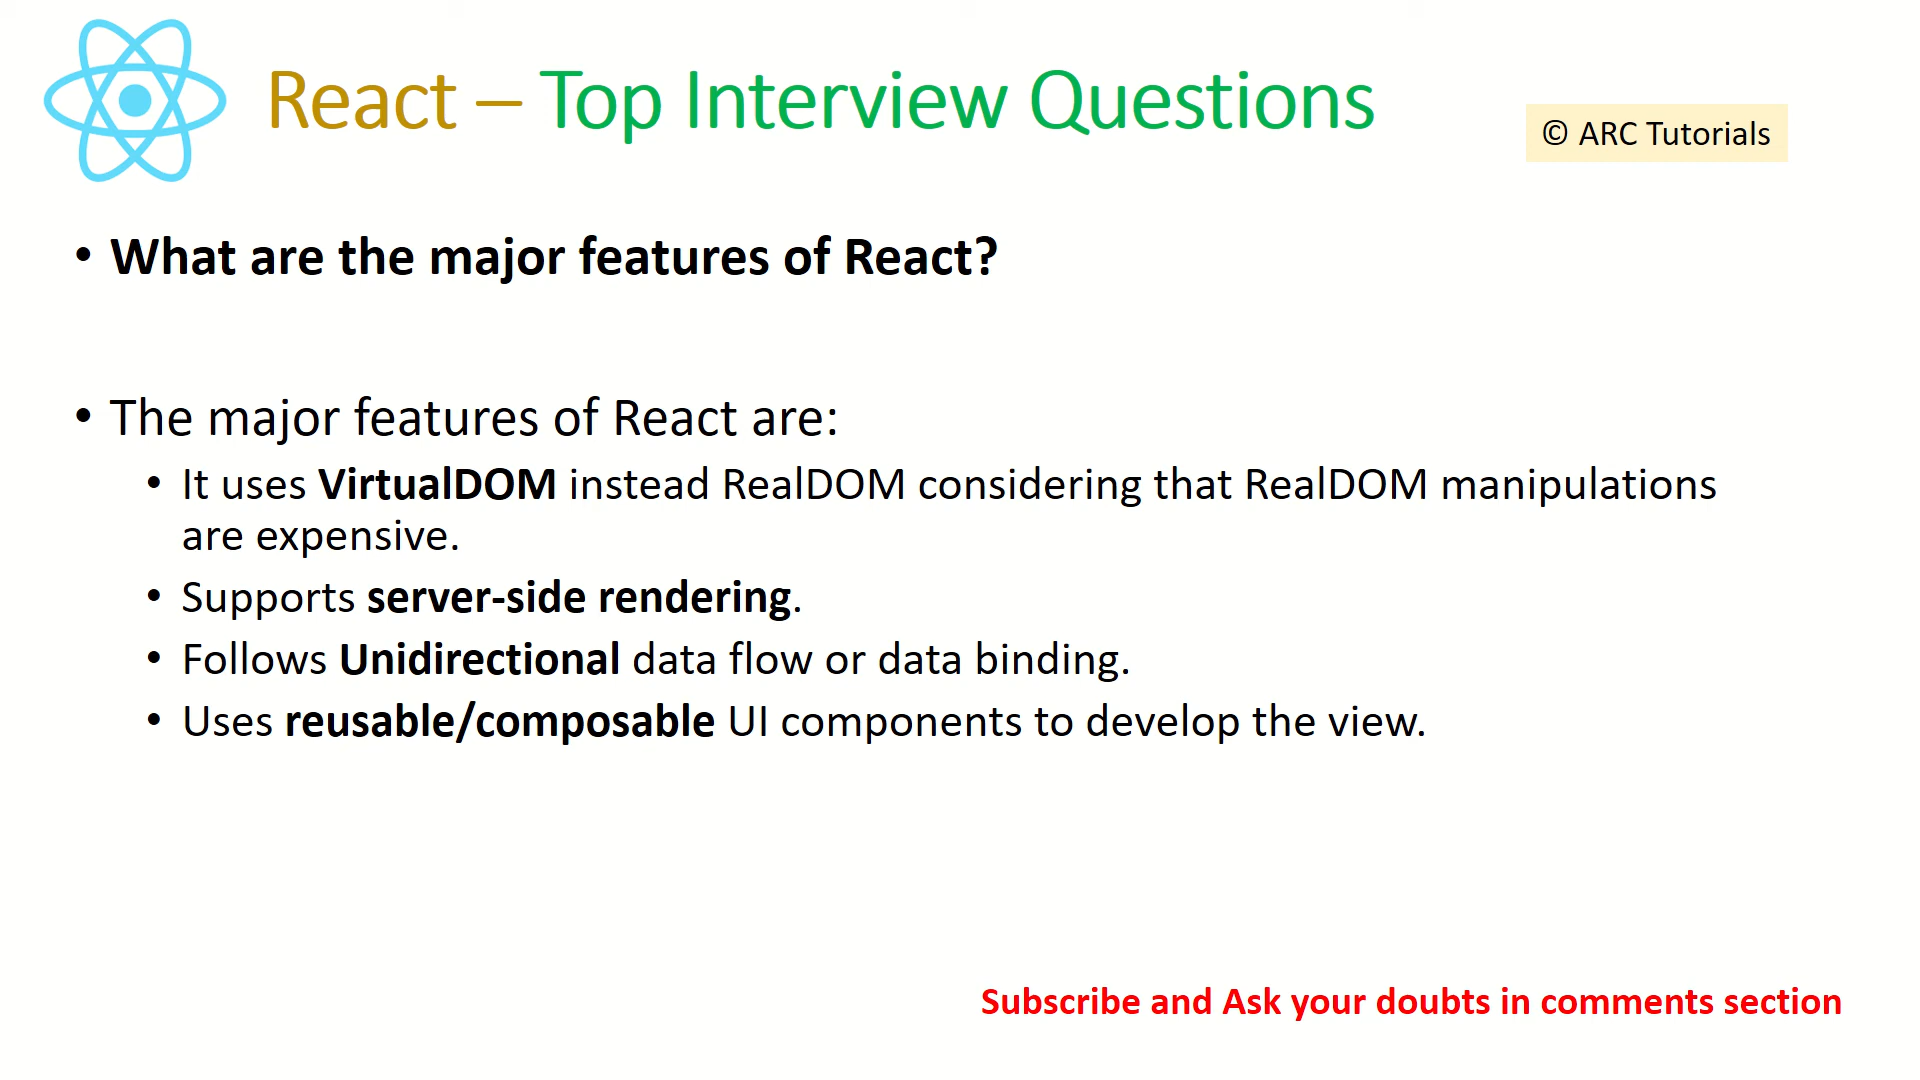 React – Top Interview Questions
© ARC Tutorials
• What are the major features of React?
• The major features of React are:
• It uses VirtualDOM instead RealDOM considering that RealDOM manipulations
are expensive.
• Supports server-side rendering.
• Follows Unidirectional data flow or data binding.
• Uses reusable/composable UI components to develop the view.
Subscribe and Ask your doubts in comments section